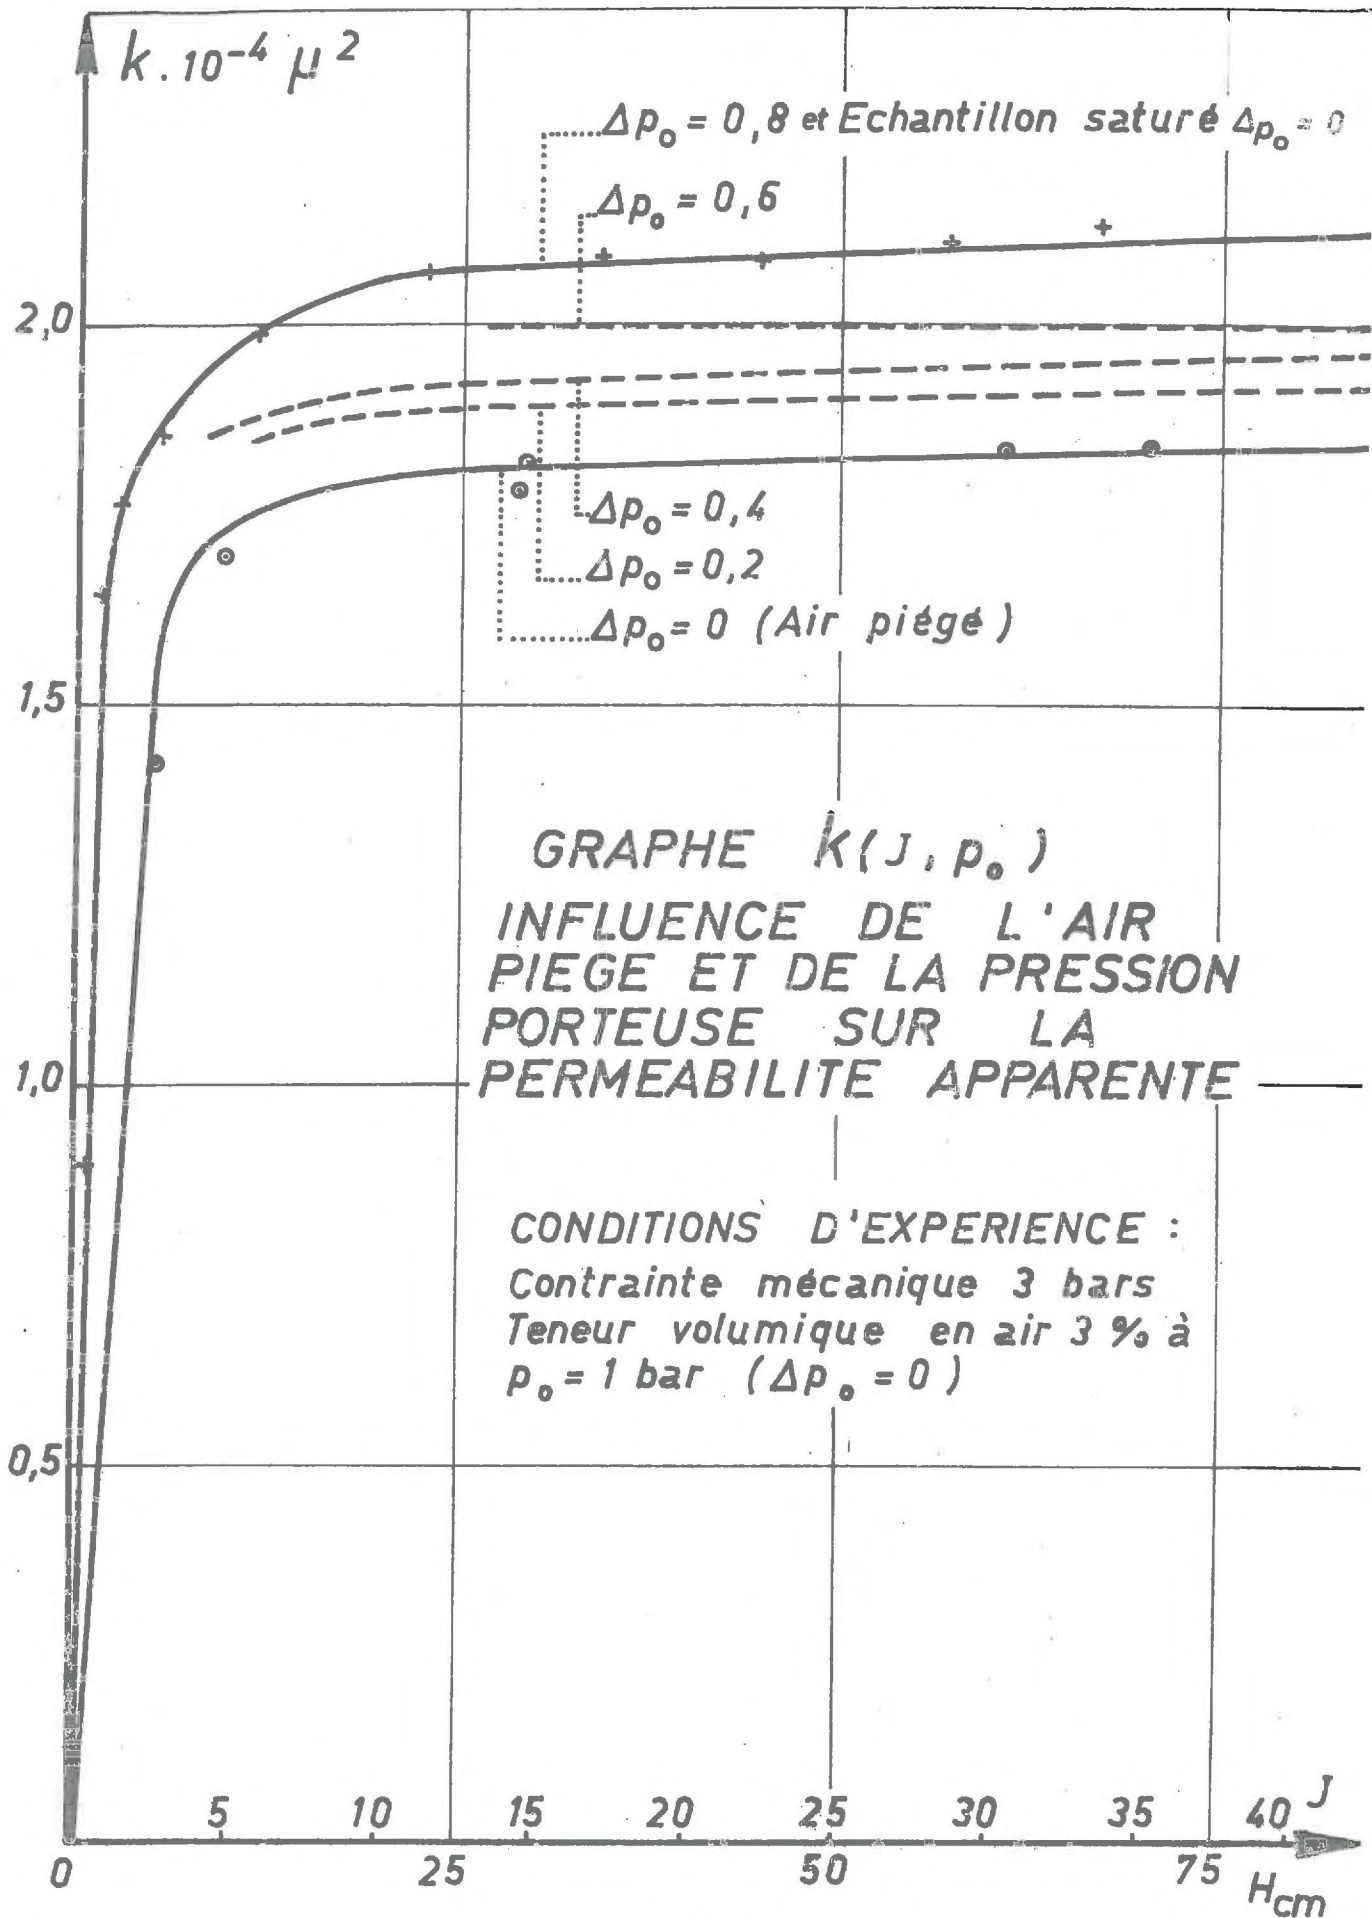 k.10⁻⁴ μ²
Δp₀ = 0,8 et Echantillon saturé Δp₀ = 0
Δp₀ = 0,6
2,0
Δp₀ = 0,4
Δp₀ = 0,2
Δp₀ = 0 (Air piégé)
1,5
GRAPHE k(J, p₀)
INFLUENCE DE L'AIR
PIEGE ET DE LA PRESSION
PORTEUSE SUR LA
PERMEABILITE APPARENTE
1,0
CONDITIONS D'EXPERIENCE :
Contrainte mécanique 3 bars
Teneur volumique en air 3 % à
p₀ = 1 bar (Δp₀ = 0)
0,5
5 10 15 20 25 30 35 40 J
0 25 50 75 Hcm